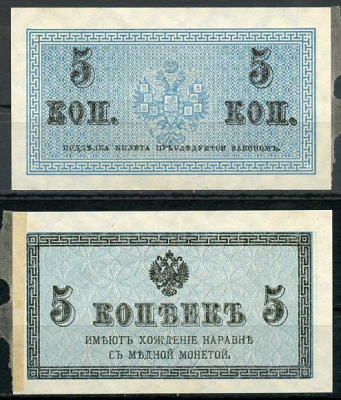 5 5
КОП. КОП.
ПОДДѢЛКА БИЛЕТА ПРЕСЛѢДУЕТСЯ ЗАКОНОМЪ.
5 КОПѢЕКЪ 5
ИМѢЮТЪ ХОЖДЕНІЕ НАРАВНѢ
СЪ МѢДНОЙ МОНЕТОЙ.